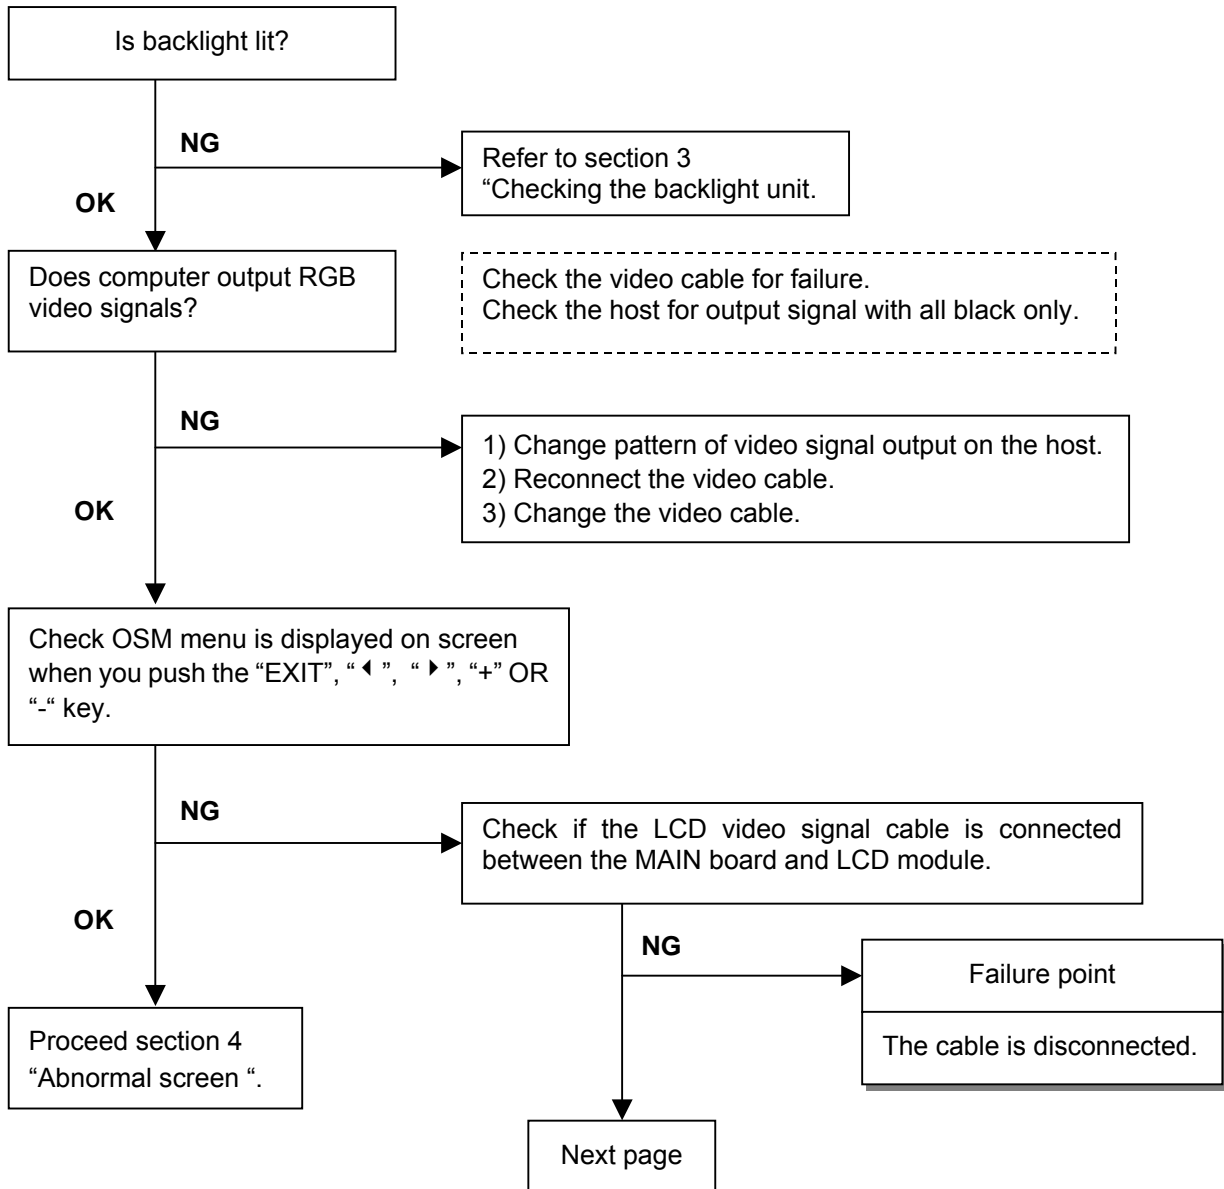 Is backlight lit?
NG
Refer to section 3
“Checking the backlight unit.
OK
Does computer output RGB
video signals?
Check the video cable for failure.
Check the host for output signal with all black only.
NG
1) Change pattern of video signal output on the host.
2) Reconnect the video cable.
3) Change the video cable.
OK
Check OSM menu is displayed on screen
when you push the “EXIT”, “ ◂ ”, “ ▸ ”, “+” OR
“-“ key.
NG
Check if the LCD video signal cable is connected
between the MAIN board and LCD module.
OK
NG
Failure point
The cable is disconnected.
Proceed section 4
“Abnormal screen “.
Next page